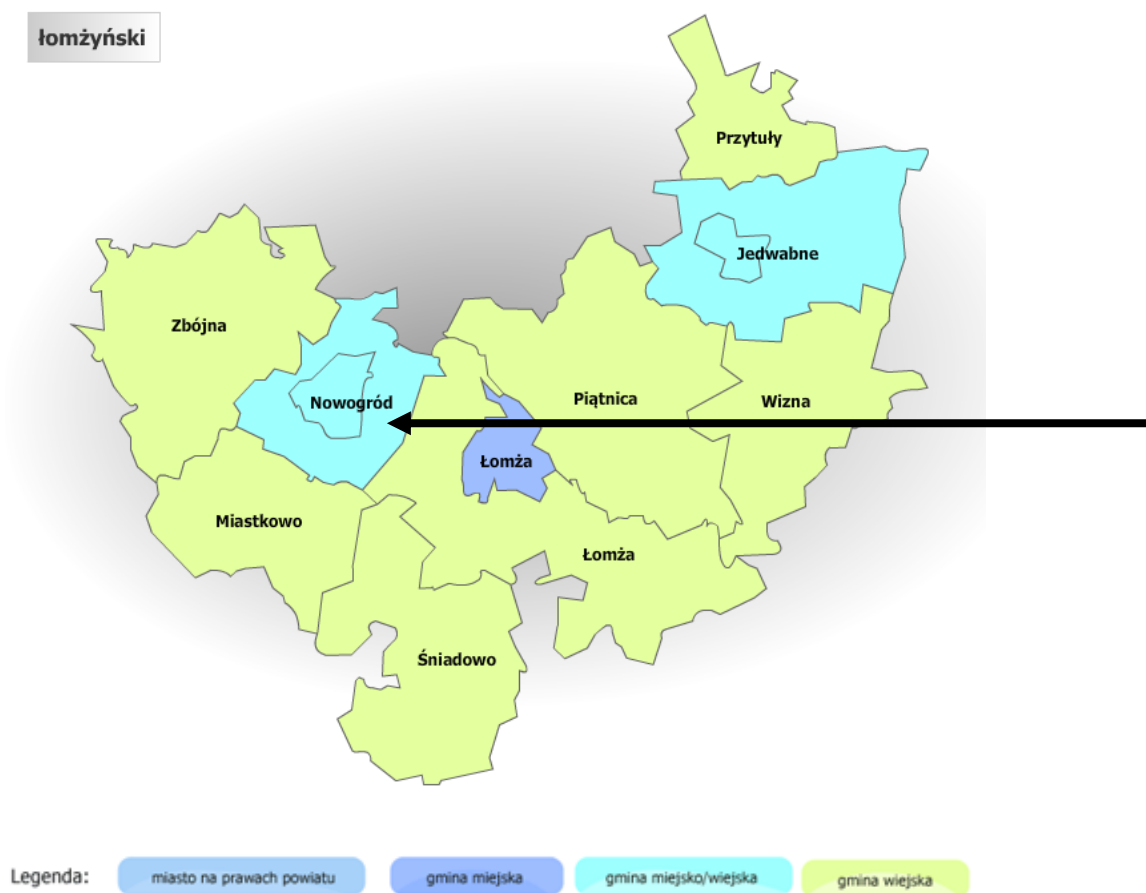 łomżyński
Przytuły
Jedwabne
Zbójna
Nowogród
Piątnica
Wizna
Łomża
Miastkowo
Łomża
Śniadowo
Legenda: miasto na prawach powiatu gmina miejska gmina miejsko/wiejska gmina wiejska